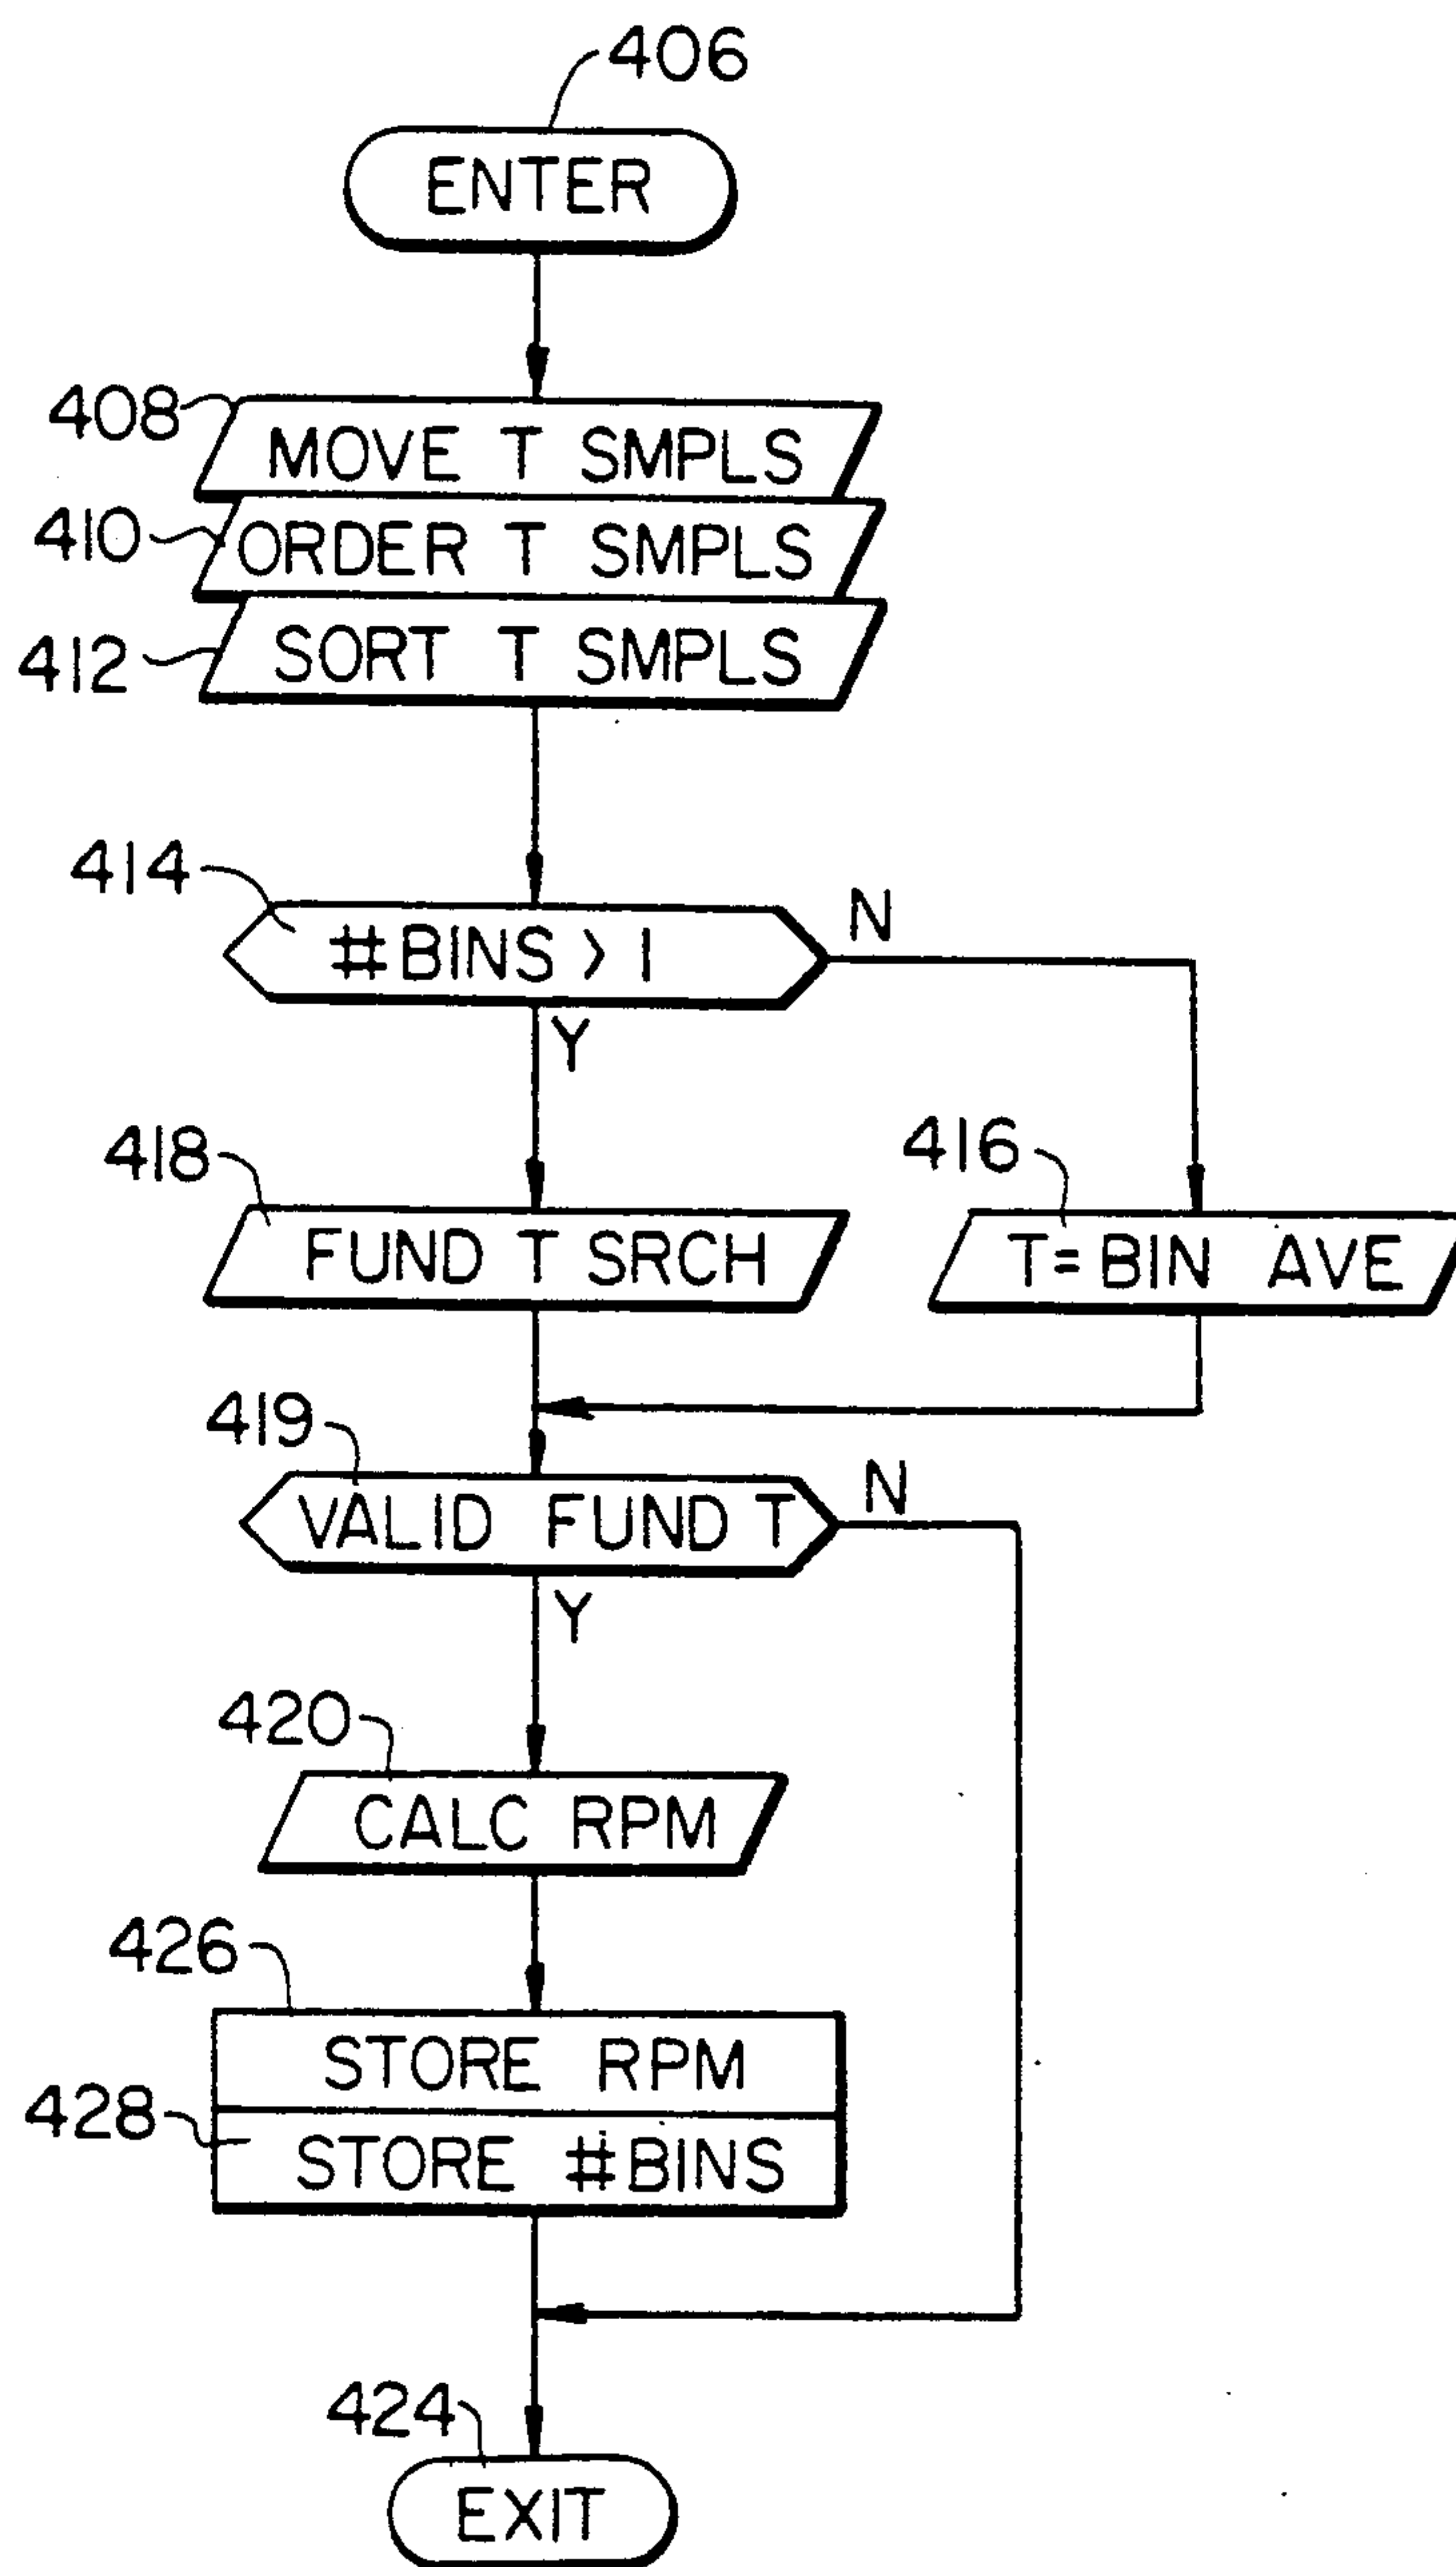 406
ENTER
408
MOVE T SMPLS
410
ORDER T SMPLS
412
SORT T SMPLS
414
#BINS > 1
N
Y
418
FUND T SRCH
416
T=BIN AVE
419
VALID FUND T
N
Y
420
CALC RPM
426
STORE RPM
428
STORE #BINS
424
EXIT